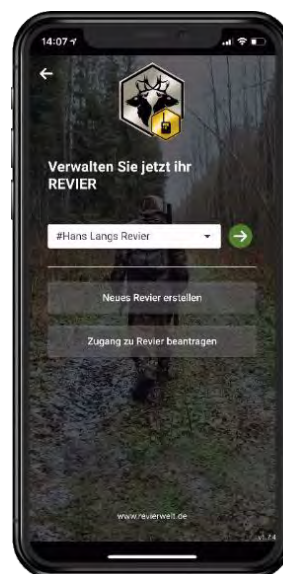 14:07
Verwalten Sie jetzt ihr
REVIER
#Hans Langs Revier
Neues Revier erstellen
Zugang zu Revier beantragen
www.revierwelt.de